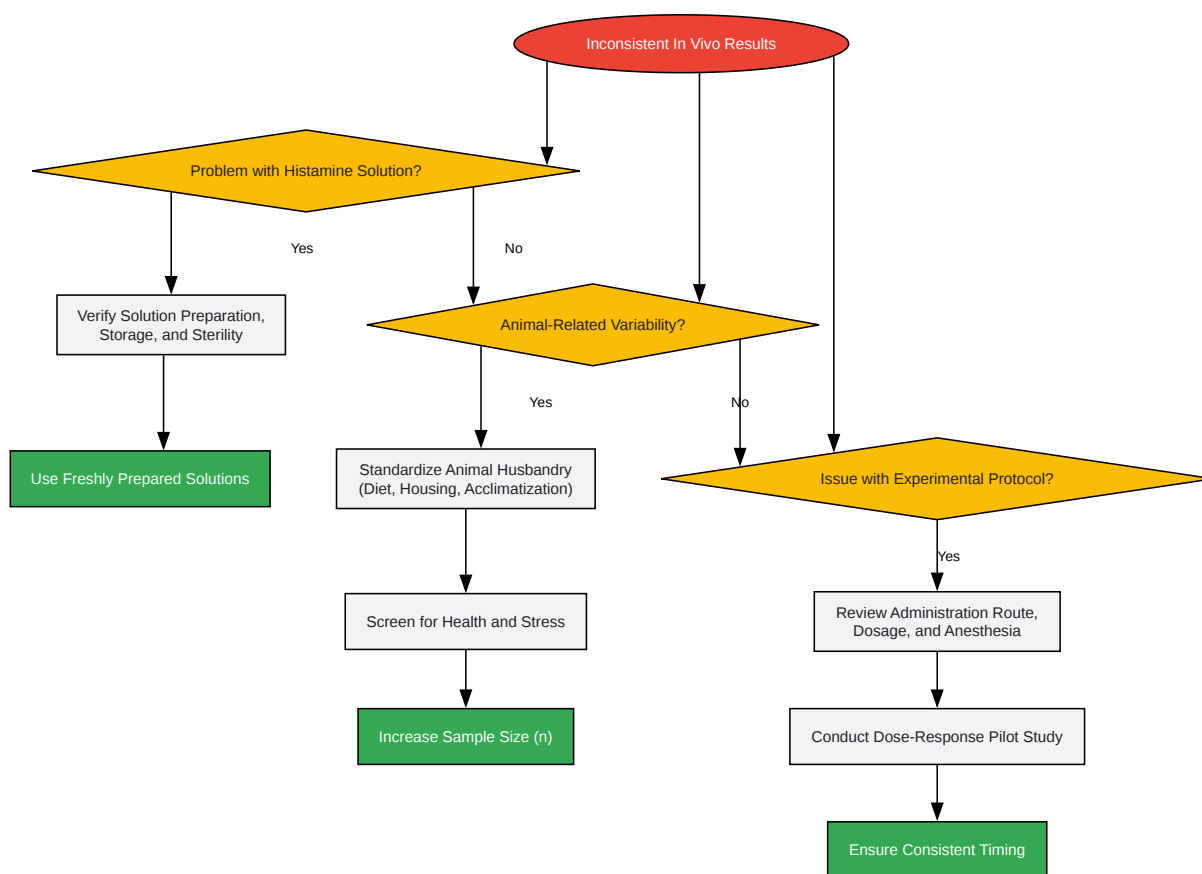 Inconsistent In Vivo Results
Problem with Histamine Solution?
Yes
No
Verify Solution Preparation,
Storage, and Sterility
Animal-Related Variability?
Yes
No
Use Freshly Prepared Solutions
Standardize Animal Husbandry
(Diet, Housing, Acclimatization)
Issue with Experimental Protocol?
Yes
Screen for Health and Stress
Review Administration Route,
Dosage, and Anesthesia
Increase Sample Size (n)
Conduct Dose-Response Pilot Study
Ensure Consistent Timing